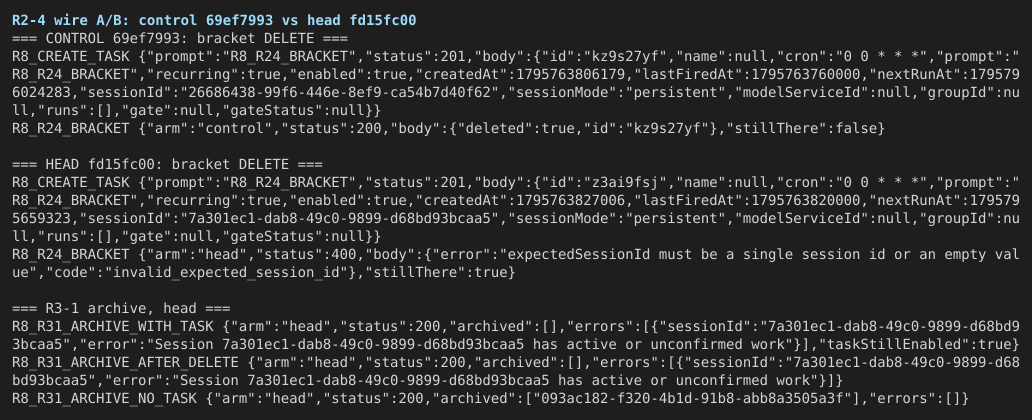 R2-4 wire A/B: control 69ef7993 vs head fd15fc00
=== CONTROL 69ef7993: bracket DELETE ===
R8_CREATE_TASK {"prompt":"R8_R24_BRACKET","status":201,"body":{"id":"kz9s27yf","name":null,"cron":"0 0 * * *","prompt":"
R8_R24_BRACKET","recurring":true,"enabled":true,"createdAt":1795763806179,"lastFiredAt":1795763760000,"nextRunAt":179579
6024283,"sessionId":"26686438-99f6-446e-8ef9-ca54b7d40f62","sessionMode":"persistent","modelServiceId":null,"groupId":nu
ll,"runs":[],"gate":null,"gateStatus":null}}
R8_R24_BRACKET {"arm":"control","status":200,"body":{"deleted":true,"id":"kz9s27yf"},"stillThere":false}
=== HEAD fd15fc00: bracket DELETE ===
R8_CREATE_TASK {"prompt":"R8_R24_BRACKET","status":201,"body":{"id":"z3ai9fsj","name":null,"cron":"0 0 * * *","prompt":"
R8_R24_BRACKET","recurring":true,"enabled":true,"createdAt":1795763827006,"lastFiredAt":1795763820000,"nextRunAt":179579
5659323,"sessionId":"7a301ec1-dab8-49c0-9899-d68bd93bcaa5","sessionMode":"persistent","modelServiceId":null,"groupId":nu
ll,"runs":[],"gate":null,"gateStatus":null}}
R8_R24_BRACKET {"arm":"head","status":400,"body":{"error":"expectedSessionId must be a single session id or an empty val
ue","code":"invalid_expected_session_id"},"stillThere":true}
=== R3-1 archive, head ===
R8_R31_ARCHIVE_WITH_TASK {"arm":"head","status":200,"archived":[],"errors":[{"sessionId":"7a301ec1-dab8-49c0-9899-d68bd9
3bcaa5","error":"Session 7a301ec1-dab8-49c0-9899-d68bd93bcaa5 has active or unconfirmed work"}],"taskStillEnabled":true}
R8_R31_ARCHIVE_AFTER_DELETE {"arm":"head","status":200,"archived":[],"errors":[{"sessionId":"7a301ec1-dab8-49c0-9899-d68
bd93bcaa5","error":"Session 7a301ec1-dab8-49c0-9899-d68bd93bcaa5 has active or unconfirmed work"}]}
R8_R31_ARCHIVE_NO_TASK {"arm":"head","status":200,"archived":["093ac182-f320-4b1d-91b8-abb8a3505a3f"],"errors":[]}